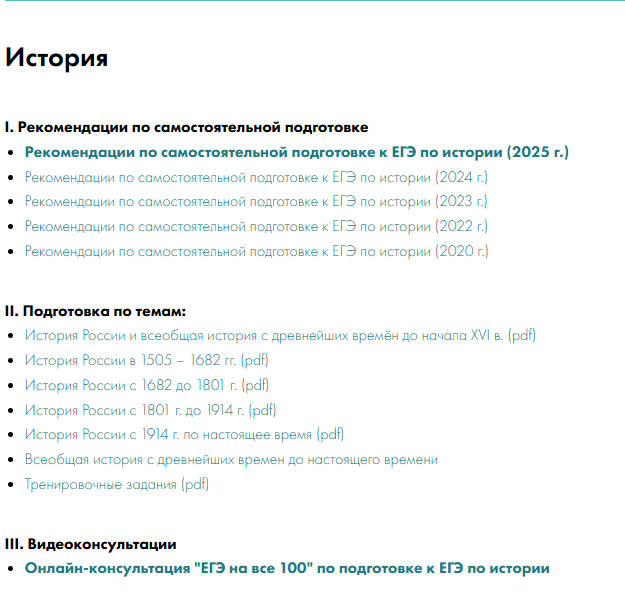 История
I. Рекомендации по самостоятельной подготовке
Рекомендации по самостоятельной подготовке к ЕГЭ по истории (2025 г.)
Рекомендации по самостоятельной подготовке к ЕГЭ по истории (2024 г.)
Рекомендации по самостоятельной подготовке к ЕГЭ по истории (2023 г.)
Рекомендации по самостоятельной подготовке к ЕГЭ по истории (2022 г.)
Рекомендации по самостоятельной подготовке к ЕГЭ по истории (2020 г.)
II. Подготовка по темам:
История России и всеобщая история с древнейших времён до начала XVI в. (pdf)
История России в 1505 – 1682 гг. (pdf)
История России с 1682 до 1801 г. (pdf)
История России с 1801 г. до 1914 г. (pdf)
История России с 1914 г. по настоящее время (pdf)
Всеобщая история с древнейших времен до настоящего времени
Тренировочные задания (pdf)
III. Видеоконсультации
Онлайн-консультация "ЕГЭ на все 100" по подготовке к ЕГЭ по истории